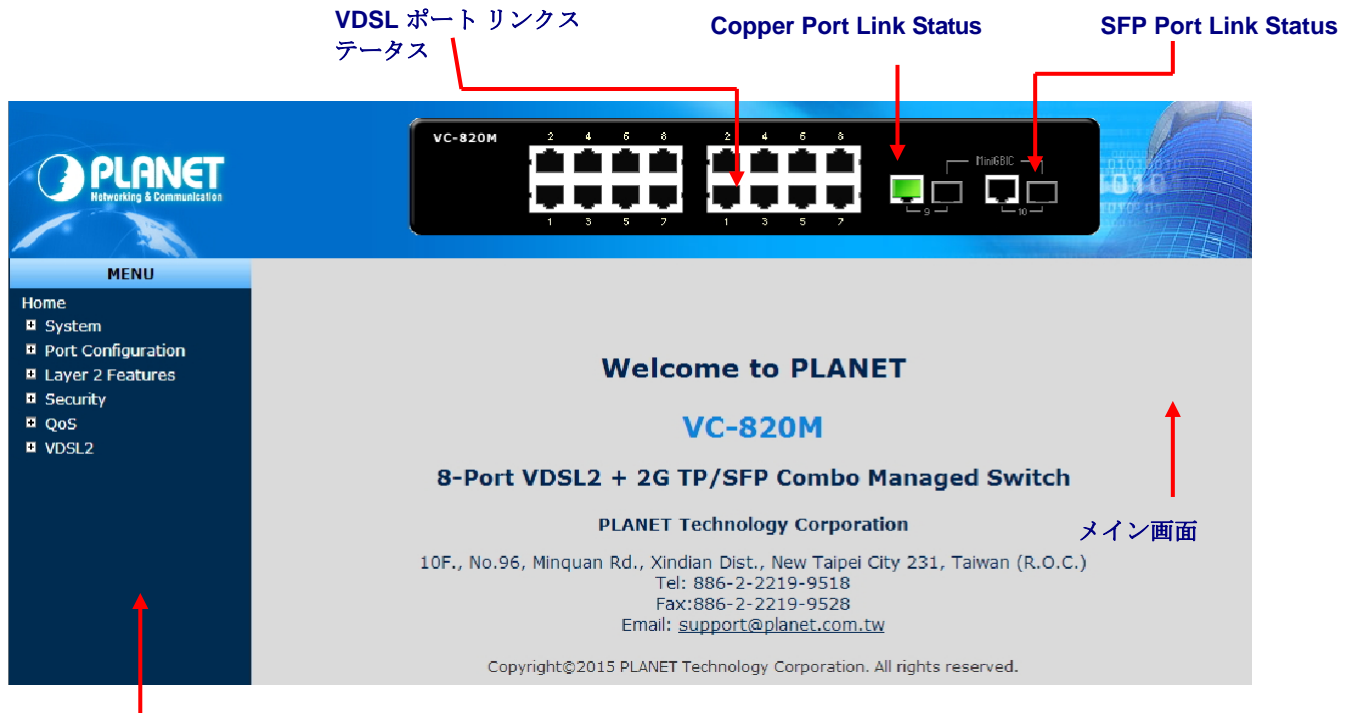 VDSL ポート リンクス
テータス
Copper Port Link Status
SFP Port Link Status
PLANET
Networking & Communication
VC-820M
2 4 6 8 2 4 6 8
MiniGBIC
1 3 5 7 1 3 5 7
9 10
MENU
Home
System
Port Configuration
Layer 2 Features
Security
QoS
VDSL2
Welcome to PLANET
VC-820M
8-Port VDSL2 + 2G TP/SFP Combo Managed Switch
PLANET Technology Corporation
メイン画面
10F., No.96, Minquan Rd., Xindian Dist., New Taipei City 231, Taiwan (R.O.C.)
Tel: 886-2-2219-9518
Fax:886-2-2219-9528
Email: support@planet.com.tw
Copyright©2015 PLANET Technology Corporation. All rights reserved.